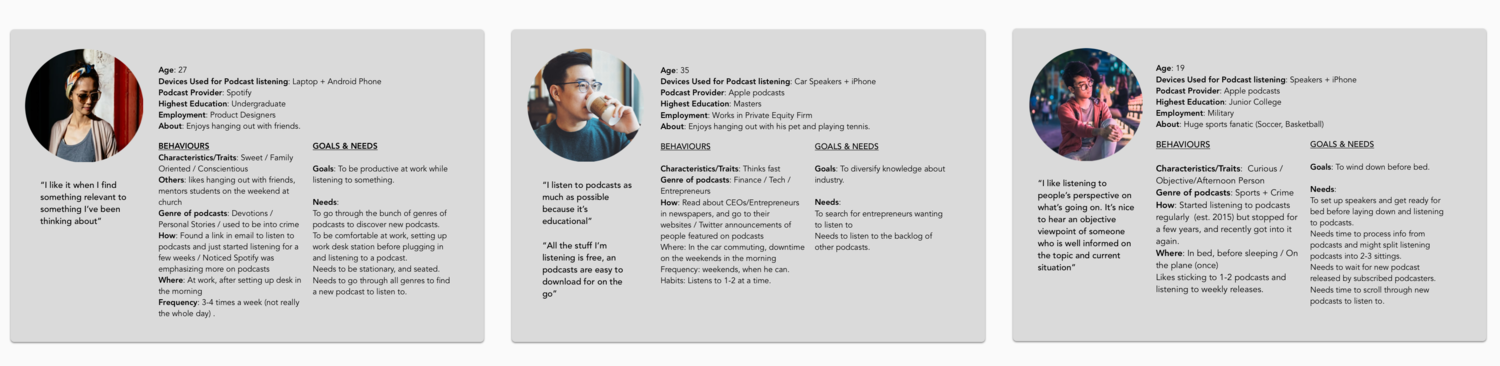 Age: 27
Devices Used for Podcast listening: Laptop + Android Phone
Podcast Provider: Spotify
Highest Education: Undergraduate
Employment: Product Designers
About: Enjoys hanging out with friends.
BEHAVIOURS
Characteristics/Traits: Sweet / Family
Oriented / Conscientious
Others: likes hanging out with friends,
mentors students on the weekend at
church
Genre of podcasts: Devotions /
Personal Stories / used to be into crime
How: Found a link in email to listen to
podcasts and just started listening for a
few weeks / Noticed Spotify was
emphasizing more on podcasts
Where: At work, after setting up desk in
the morning
Frequency: 3-4 times a week (not really
the whole day) .
GOALS & NEEDS
Goals: To be productive at work while
listening to something.
Needs:
To go through the bunch of genres of
podcasts to discover new podcasts.
To be comfortable at work, setting up
work desk station before plugging in
and listening to a podcast.
Needs to be stationary, and seated.
Needs to go through all genres to find
a new podcast to listen to.
“I like it when I find
something relevant to
something I’ve been
thinking about”
Age: 35
Devices Used for Podcast listening: Car Speakers + iPhone
Podcast Provider: Apple podcasts
Highest Education: Masters
Employment: Works in Private Equity Firm
About: Enjoys hanging out with his pet and playing tennis.
BEHAVIOURS
Characteristics/Traits: Thinks fast
Genre of podcasts: Finance / Tech /
Entrepreneurs
How: Read about CEOs/Entrepreneurs
in newspapers, and go to their
websites / Twitter announcements of
people featured on podcasts
Where: In the car commuting, downtime
on the weekends in the morning
Frequency: weekends, when he can.
Habits: Listens to 1-2 at a time.
GOALS & NEEDS
Goals: To diversify knowledge about
industry.
Needs:
To search for entrepreneurs wanting
to listen to
Needs to listen to the backlog of
other podcasts.
“I listen to podcasts as
much as possible
because it’s
educational”
“All the stuff I’m
listening is free, an
podcasts are easy to
download for on the
go”
Age: 19
Devices Used for Podcast listening: Speakers + iPhone
Podcast Provider: Apple podcasts
Highest Education: Junior College
Employment: Military
About: Huge sports fanatic (Soccer, Basketball)
BEHAVIOURS
Characteristics/Traits: Curious /
Objective/Afternoon Person
Genre of podcasts: Sports + Crime
How: Started listening to podcasts
regularly (est. 2015) but stopped for
a few years, and recently got into it
again.
Where: In bed, before sleeping / On
the plane (once)
Likes sticking to 1-2 podcasts and
listening to weekly releases.
GOALS & NEEDS
Goals: To wind down before bed.
Needs:
To set up speakers and get ready for
bed before laying down and listening
to podcasts.
Needs time to process info from
podcasts and might split listening
podcasts into 2-3 sittings.
Needs to wait for new podcast
released by subscribed podcasters.
Needs time to scroll through new
podcasts to listen to.
“I like listening to
people’s perspective on
what’s going on. It’s nice
to hear an objective
viewpoint of someone
who is well informed on
the topic and current
situation”